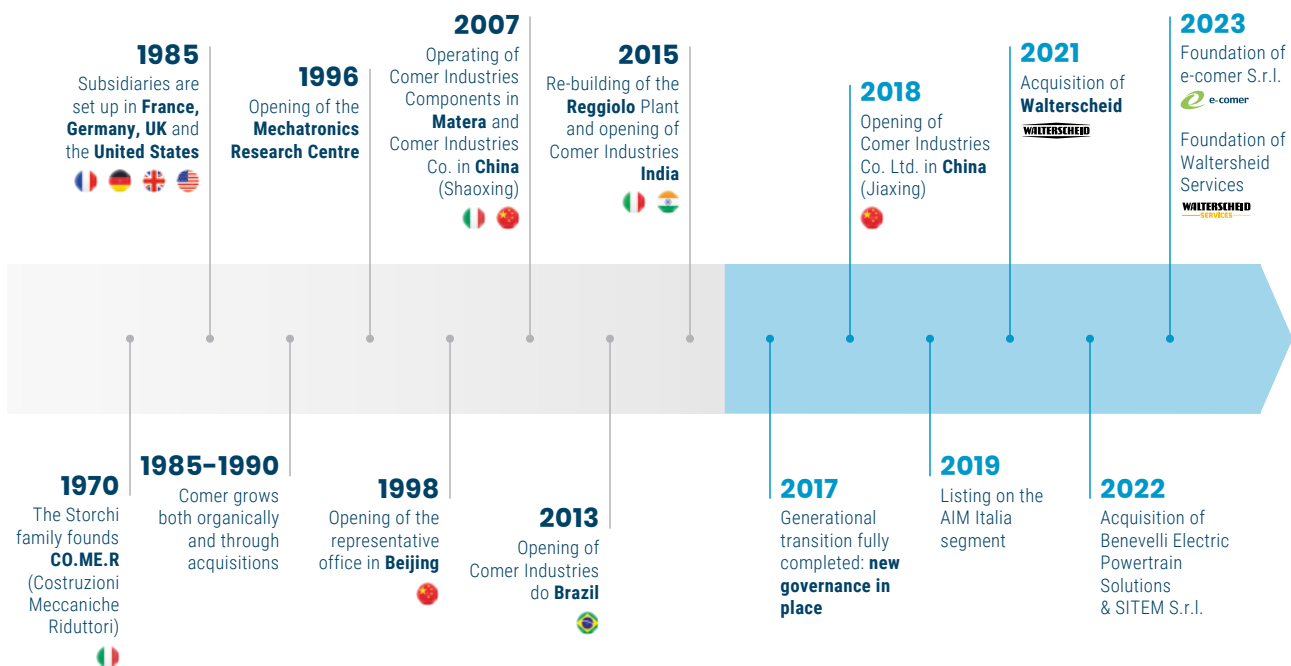 1985
Subsidiaries are
set up in France,
Germany, UK and
the United States
1996
Opening of the
Mechatronics
Research Centre
2007
Operating of
Comer Industries
Components in
Matera and
Comer Industries
Co. in China
(Shaoxing)
2015
Re-building of the
Reggiolo Plant
and opening of
Comer Industries
India
2018
Opening of
Comer Industries
Co. Ltd. in China
(Jiaxing)
2021
Acquisition of
Walterscheid
WALTERSCHEID
2023
Foundation of
e-comer S.r.l.
e-comer
Foundation of
Waltersheid
Services
WALTERSCHEID
SERVICES
1970
The Storchi
family founds
CO.ME.R
(Costruzioni
Meccaniche
Riduttori)
1985–1990
Comer grows
both organically
and through
acquisitions
1998
Opening of the
representative
office in Beijing
2013
Opening of
Comer Industries
do Brazil
2017
Generational
transition fully
completed: new
governance in
place
2019
Listing on the
AIM Italia
segment
2022
Acquisition of
Benevelli Electric
Powertrain
Solutions
& SITEM S.r.l.